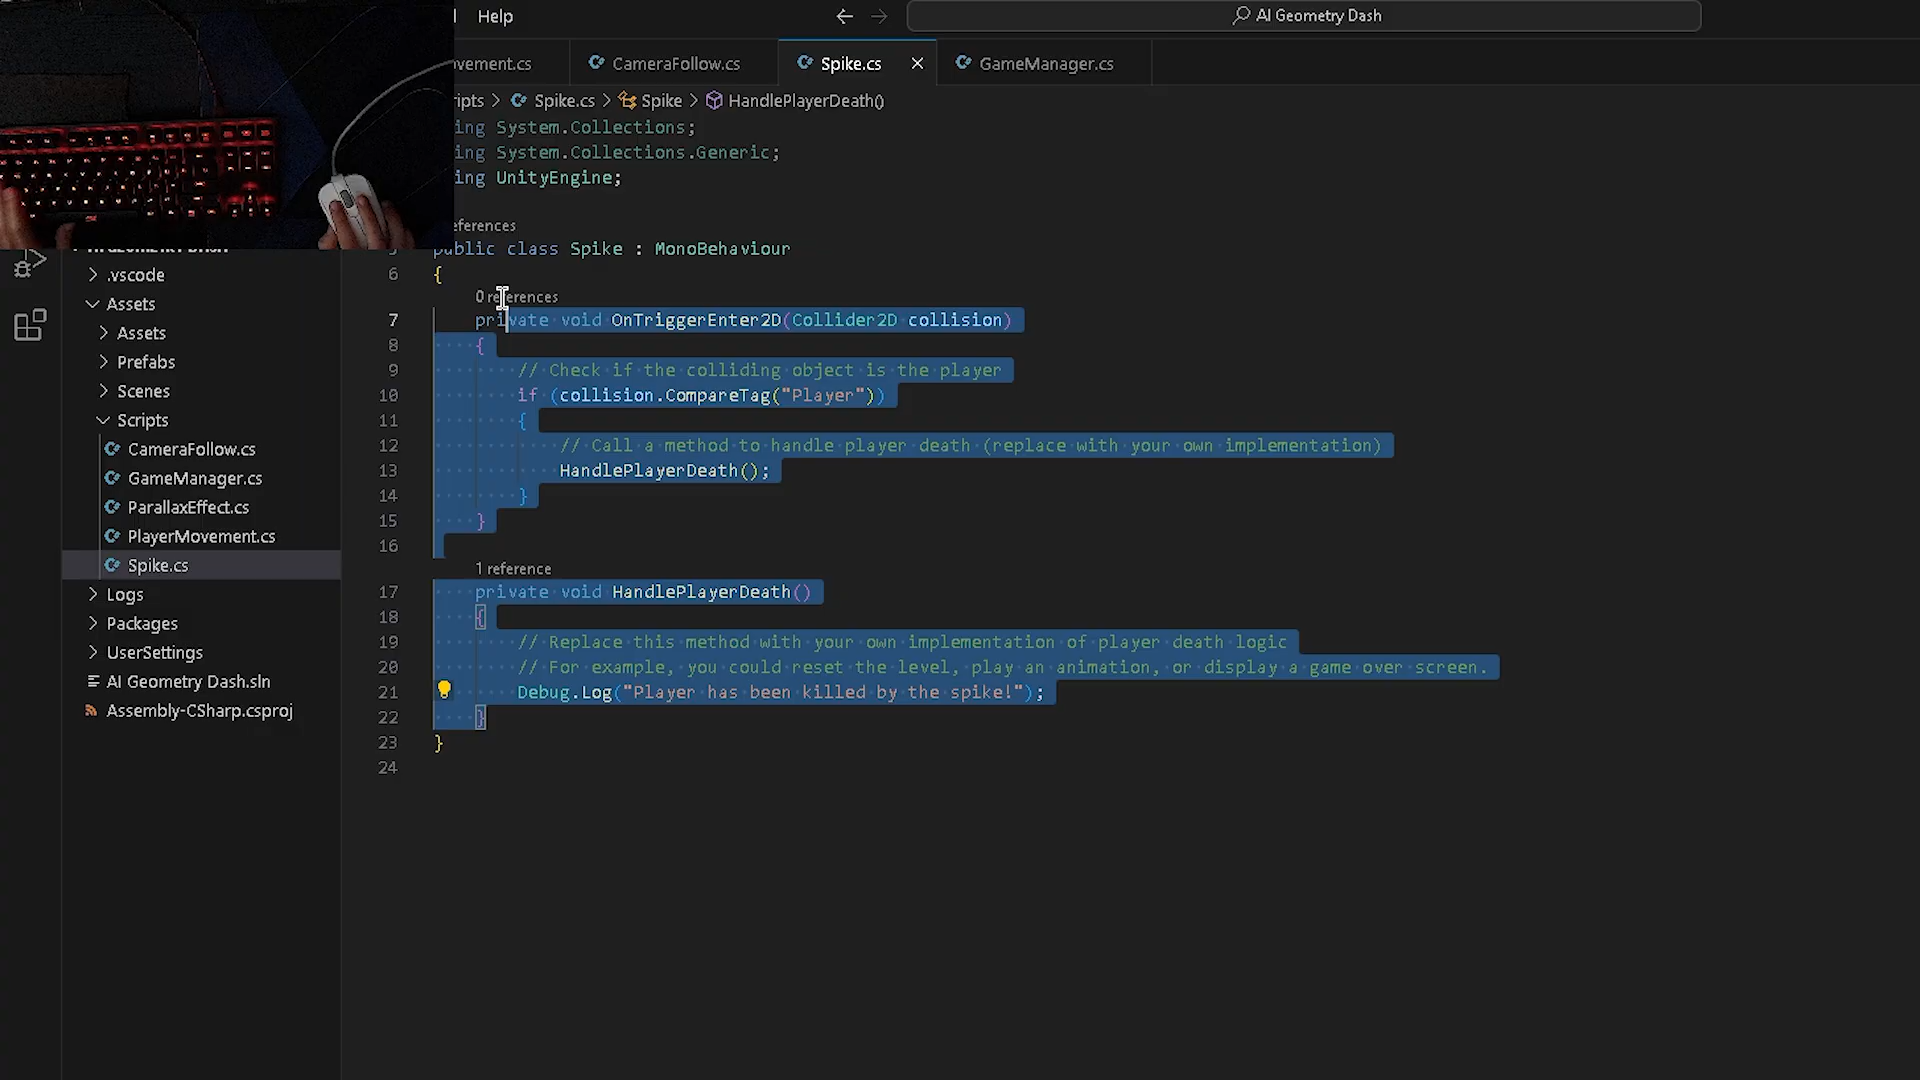 Help
AI Geometry Dash
vement.cs
CameraFollow.cs
Spike.cs
GameManager.cs
ripts > Spike.cs > Spike > HandlePlayerDeath()
ing System.Collections;
ing System.Collections.Generic;
ing UnityEngine;
eferences
public class Spike : MonoBehaviour
6 {
0 references
7 private void OnTriggerEnter2D(Collider2D collision)
8 {
9 // Check if the colliding object is the player
10 if (collision.CompareTag("Player"))
11 {
12 // Call a method to handle player death (replace with your own implementation)
13 HandlePlayerDeath();
14 }
15 }
16
1 reference
17 private void HandlePlayerDeath()
18 {
19 // Replace this method with your own implementation of player death logic
20 // For example, you could reset the level, play an animation, or display a game over screen.
21 Debug.Log("Player has been killed by the spike!");
22 }
23 }
24
.vscode
Assets
Assets
Prefabs
Scenes
Scripts
CameraFollow.cs
GameManager.cs
ParallaxEffect.cs
PlayerMovement.cs
Spike.cs
Logs
Packages
UserSettings
AI Geometry Dash.sln
Assembly-CSharp.csproj